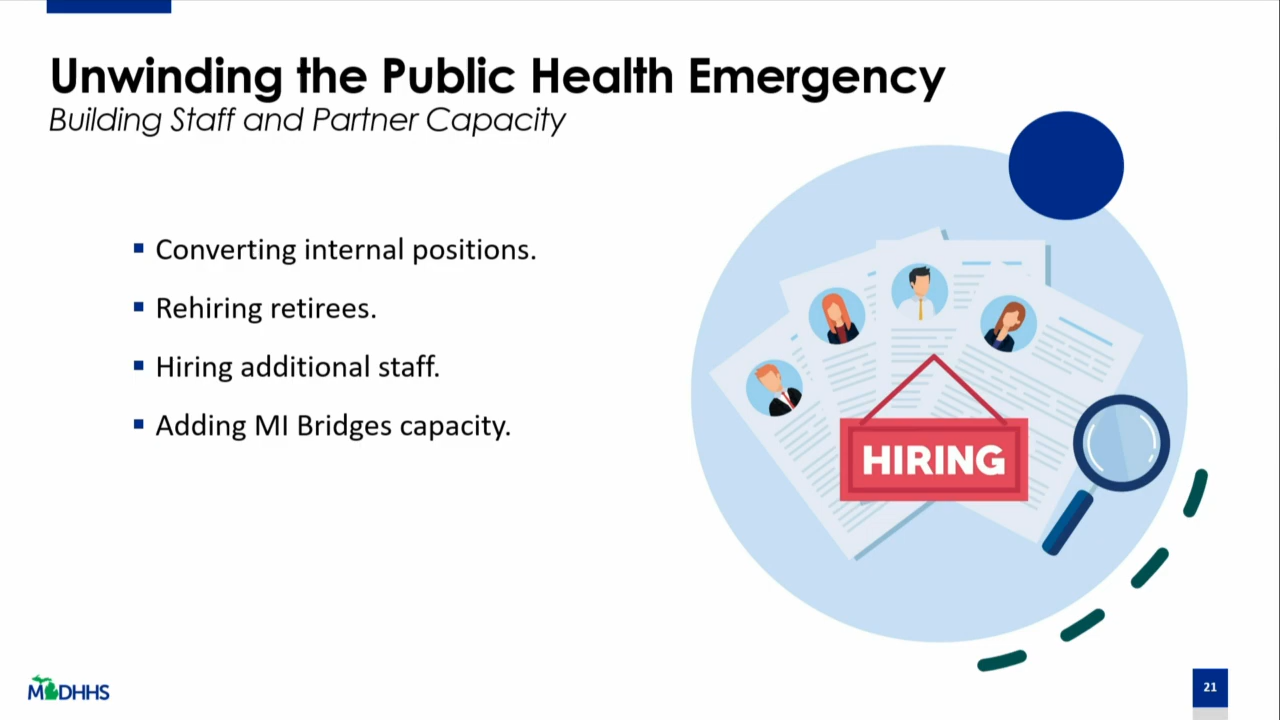 Unwinding the Public Health Emergency
Building Staff and Partner Capacity
Converting internal positions.
Rehiring retirees.
Hiring additional staff.
Adding MI Bridges capacity.
HIRING
MDHHS
21